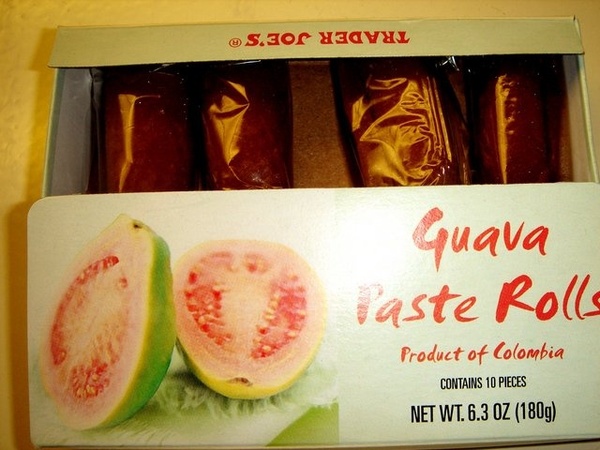 TRADER JOE'S®
Guava
Paste Rolls
Product of Colombia
CONTAINS 10 PIECES
NET WT. 6.3 OZ (180g)